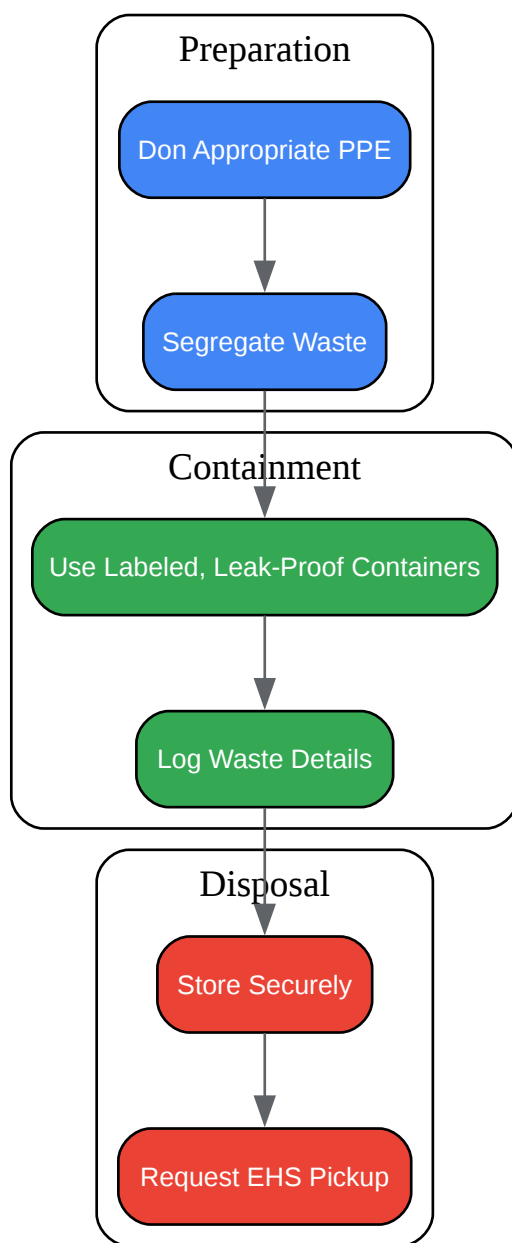 Preparation
Don Appropriate PPE
Segregate Waste
Containment
Use Labeled, Leak-Proof Containers
Log Waste Details
Disposal
Store Securely
Request EHS Pickup